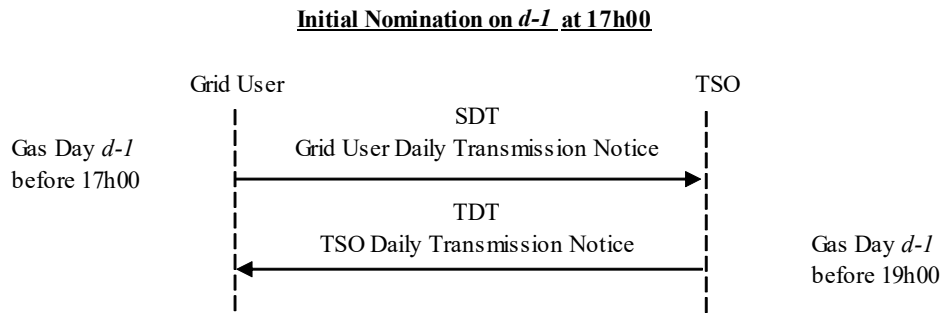 Initial Nomination on d-1 at 17h00
Grid User
TSO
SDT
Gas Day d-1
Grid User Daily Transmission Notice
before 17h00
TDT
TSO Daily Transmission Notice
Gas Day d-1
before 19h00